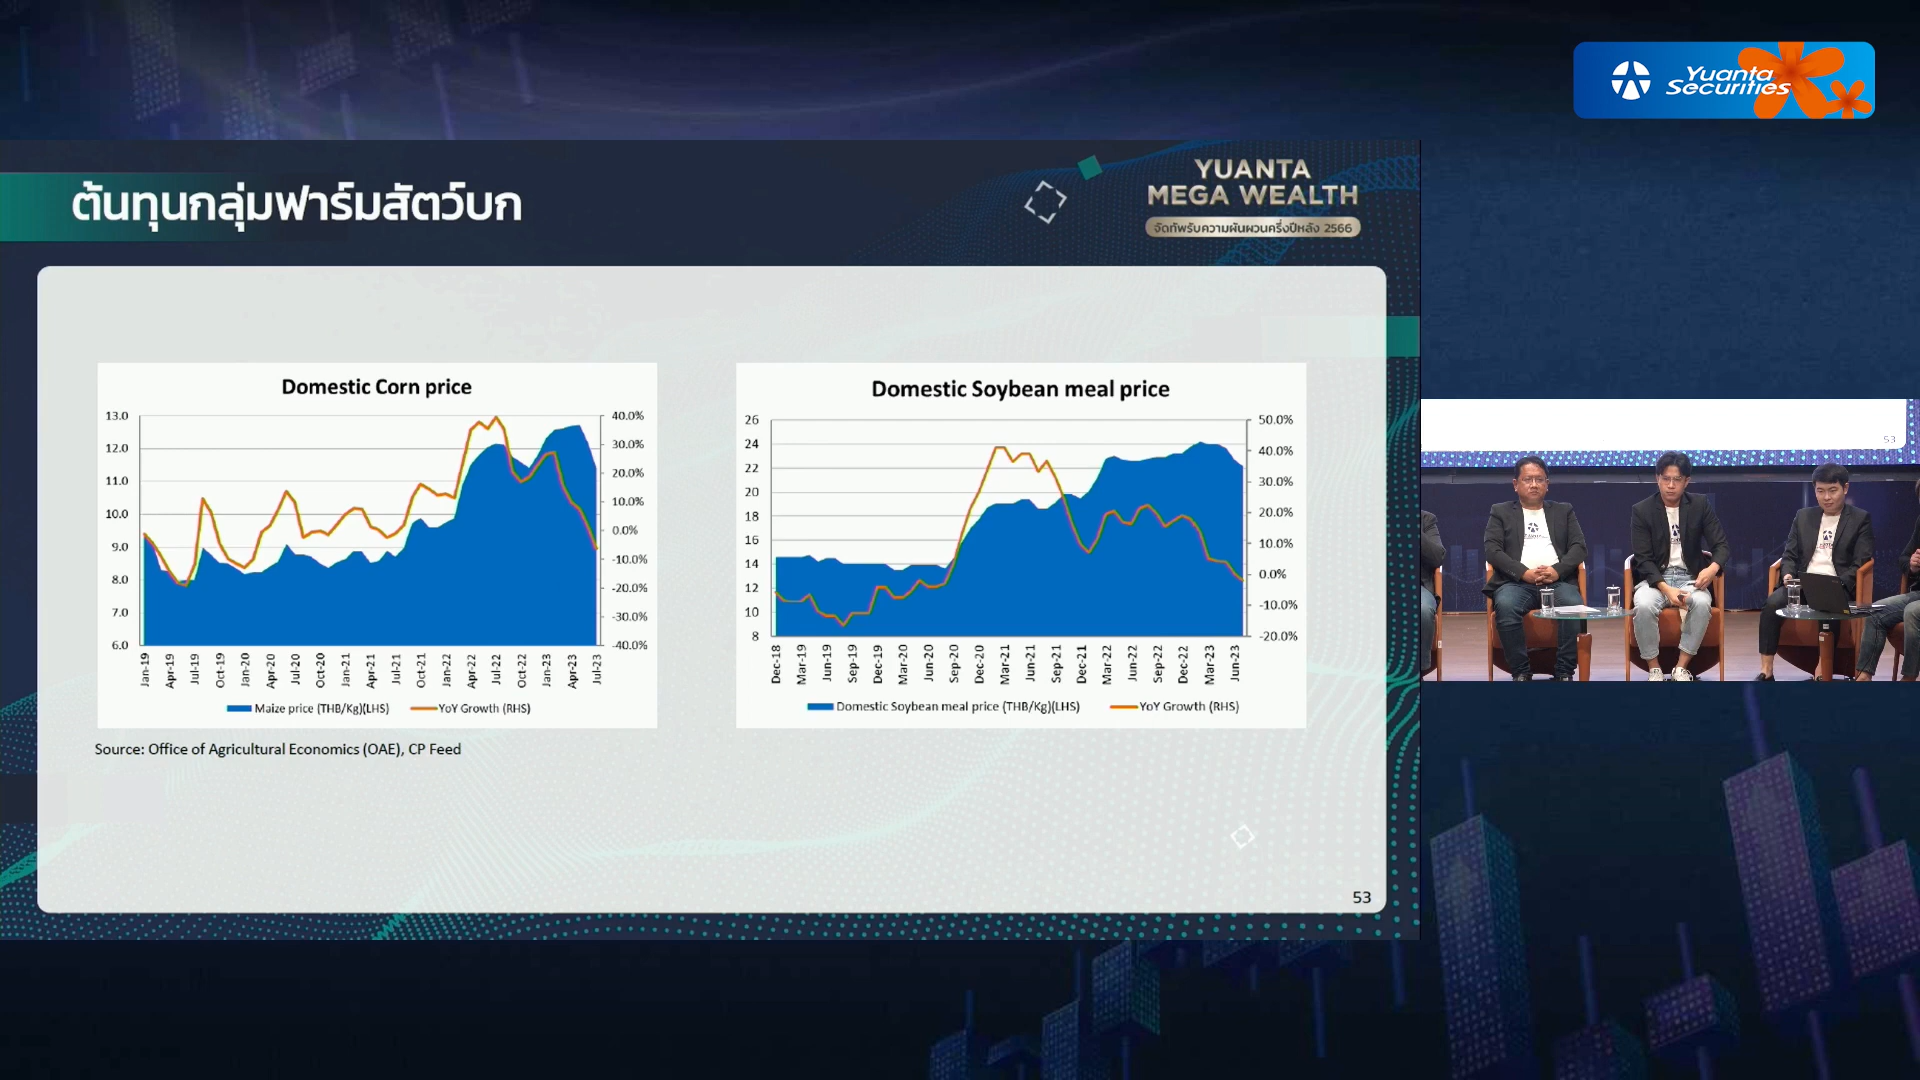 Yuanta
Securities
ต้นทุนกลุ่มฟาร์มสัตว์บก
YUANTA
MEGA WEALTH
จัดทัพรับความผันผวนครึ่งปีหลัง 2566
Domestic Corn price
13.0
12.0
11.0
10.0
9.0
8.0
7.0
6.0
40.0%
30.0%
20.0%
10.0%
0.0%
-10.0%
-20.0%
-30.0%
-40.0%
Jan-19 Apr-19 Jul-19 Oct-19 Jan-20 Apr-20 Jul-20 Oct-20 Jan-21 Apr-21 Jul-21 Oct-21 Jan-22 Apr-22 Jul-22 Oct-22 Jan-23 Apr-23 Jul-23
Maize price (THB/Kg)(LHS) YoY Growth (RHS)
Domestic Soybean meal price
26
24
22
20
18
16
14
12
10
8
50.0%
40.0%
30.0%
20.0%
10.0%
0.0%
-10.0%
-20.0%
Dec-18 Mar-19 Jun-19 Sep-19 Dec-19 Mar-20 Jun-20 Sep-20 Dec-20 Mar-21 Jun-21 Sep-21 Dec-21 Mar-22 Jun-22 Sep-22 Dec-22 Mar-23 Jun-23
Domestic Soybean meal price (THB/Kg)(LHS) YoY Growth (RHS)
Source: Office of Agricultural Economics (OAE), CP Feed
53
53